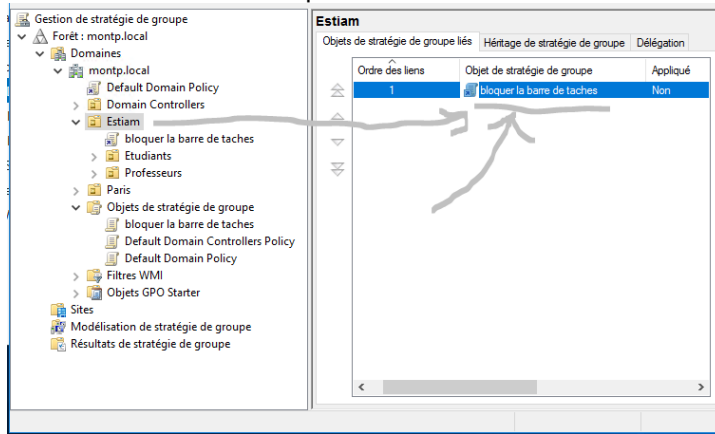 Gestion de stratégie de groupe
Forêt : montp.local
Domaines
montp.local
Default Domain Policy
Domain Controllers
Estiam
bloquer la barre de taches
Etudiants
Professeurs
Paris
Objets de stratégie de groupe
bloquer la barre de taches
Default Domain Controllers Policy
Default Domain Policy
Filtres WMI
Objets GPO Starter
Sites
Modélisation de stratégie de groupe
Résultats de stratégie de groupe
Estiam
Objets de stratégie de groupe liés Héritage de stratégie de groupe Délégation
Ordre des liens Objet de stratégie de groupe Appliqué
1 bloquer la barre de taches Non